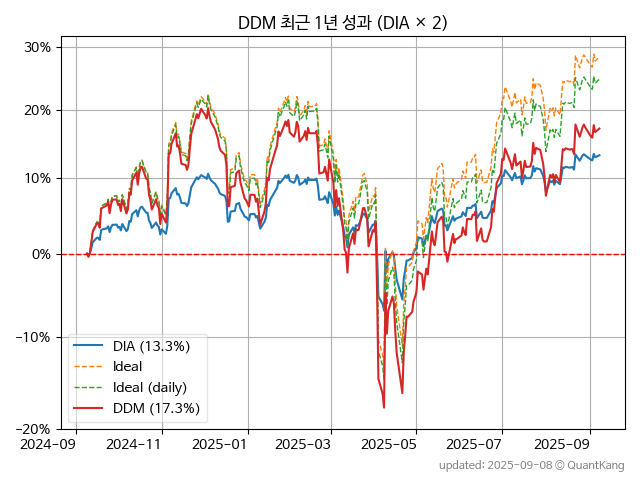 DDM 최근 1년 성과 (DIA × 2)
30%
20%
10%
0%
−10%
−20%
DIA (13.3%)
Ideal
Ideal (daily)
DDM (17.3%)
2024-09 2024-11 2025-01 2025-03 2025-05 2025-07 2025-09
updated: 2025-09-08 © QuantKang